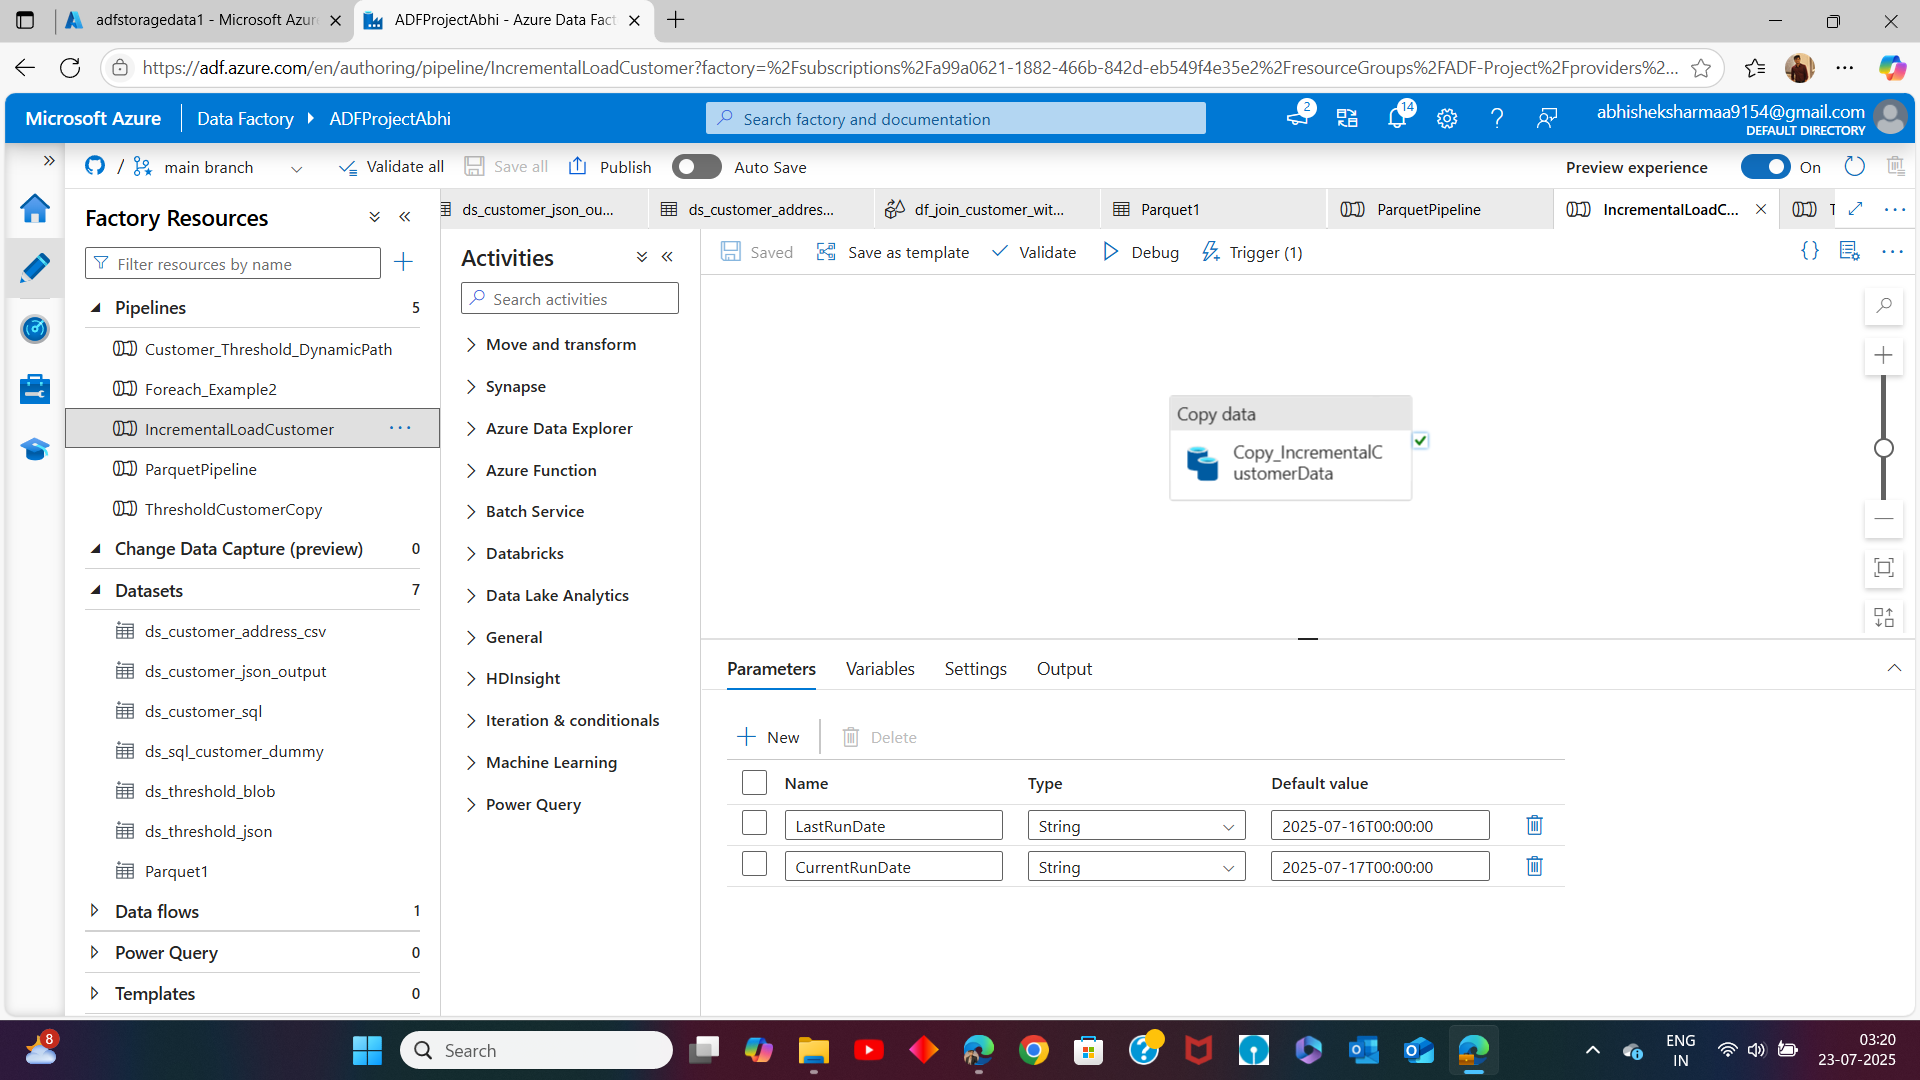 adfstoragedata1 - Microsoft Azure
ADFProjectAbhi - Azure Data Fact
https://adf.azure.com/en/authoring/pipeline/IncrementalLoadCustomer?factory=%2Fsubscriptions%2Fa99a0621-1882-466b-842d-eb549f4e35e2%2FresourceGroups%2FADF-Project%2Fproviders%2...
Microsoft Azure
Data Factory
ADFProjectAbhi
Search factory and documentation
2
14
abhisheksharmaa9154@gmail.com
DEFAULT DIRECTORY
/
main branch
Validate all
Save all
Publish
Auto Save
Preview experience
On
Factory Resources
Filter resources by name
Pipelines
5
Customer_Threshold_DynamicPath
Foreach_Example2
IncrementalLoadCustomer
ParquetPipeline
ThresholdCustomerCopy
Change Data Capture (preview)
0
Datasets
7
ds_customer_address_csv
ds_customer_json_output
ds_customer_sql
ds_sql_customer_dummy
ds_threshold_blob
ds_threshold_json
Parquet1
Data flows
1
Power Query
0
Templates
0
ds_customer_json_ou...
ds_customer_addres...
df_join_customer_wit...
Parquet1
ParquetPipeline
IncrementalLoadC...
T
Activities
Search activities
Move and transform
Synapse
Azure Data Explorer
Azure Function
Batch Service
Databricks
Data Lake Analytics
General
HDInsight
Iteration & conditionals
Machine Learning
Power Query
Saved
Save as template
Validate
Debug
Trigger (1)
{}
Copy data
Copy_IncrementalC
ustomerData
Parameters
Variables
Settings
Output
New
Delete
Name
Type
Default value
LastRunDate
String
2025-07-16T00:00:00
CurrentRunDate
String
2025-07-17T00:00:00
8
Search
ENG
IN
03:20
23-07-2025